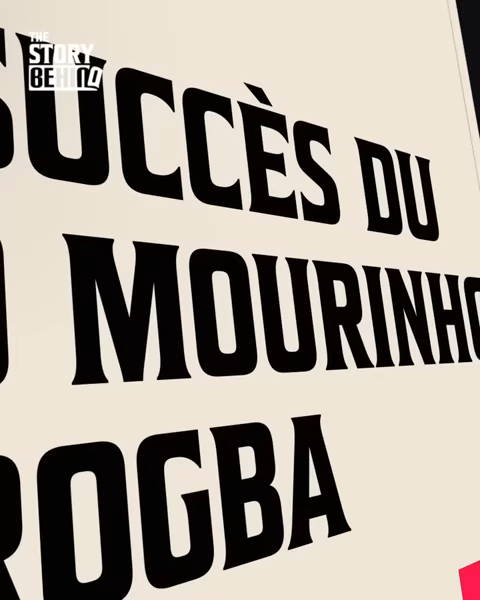 THE
STORY
BEHIND
SUCCÈS DU
MOURINHO
ROGBA